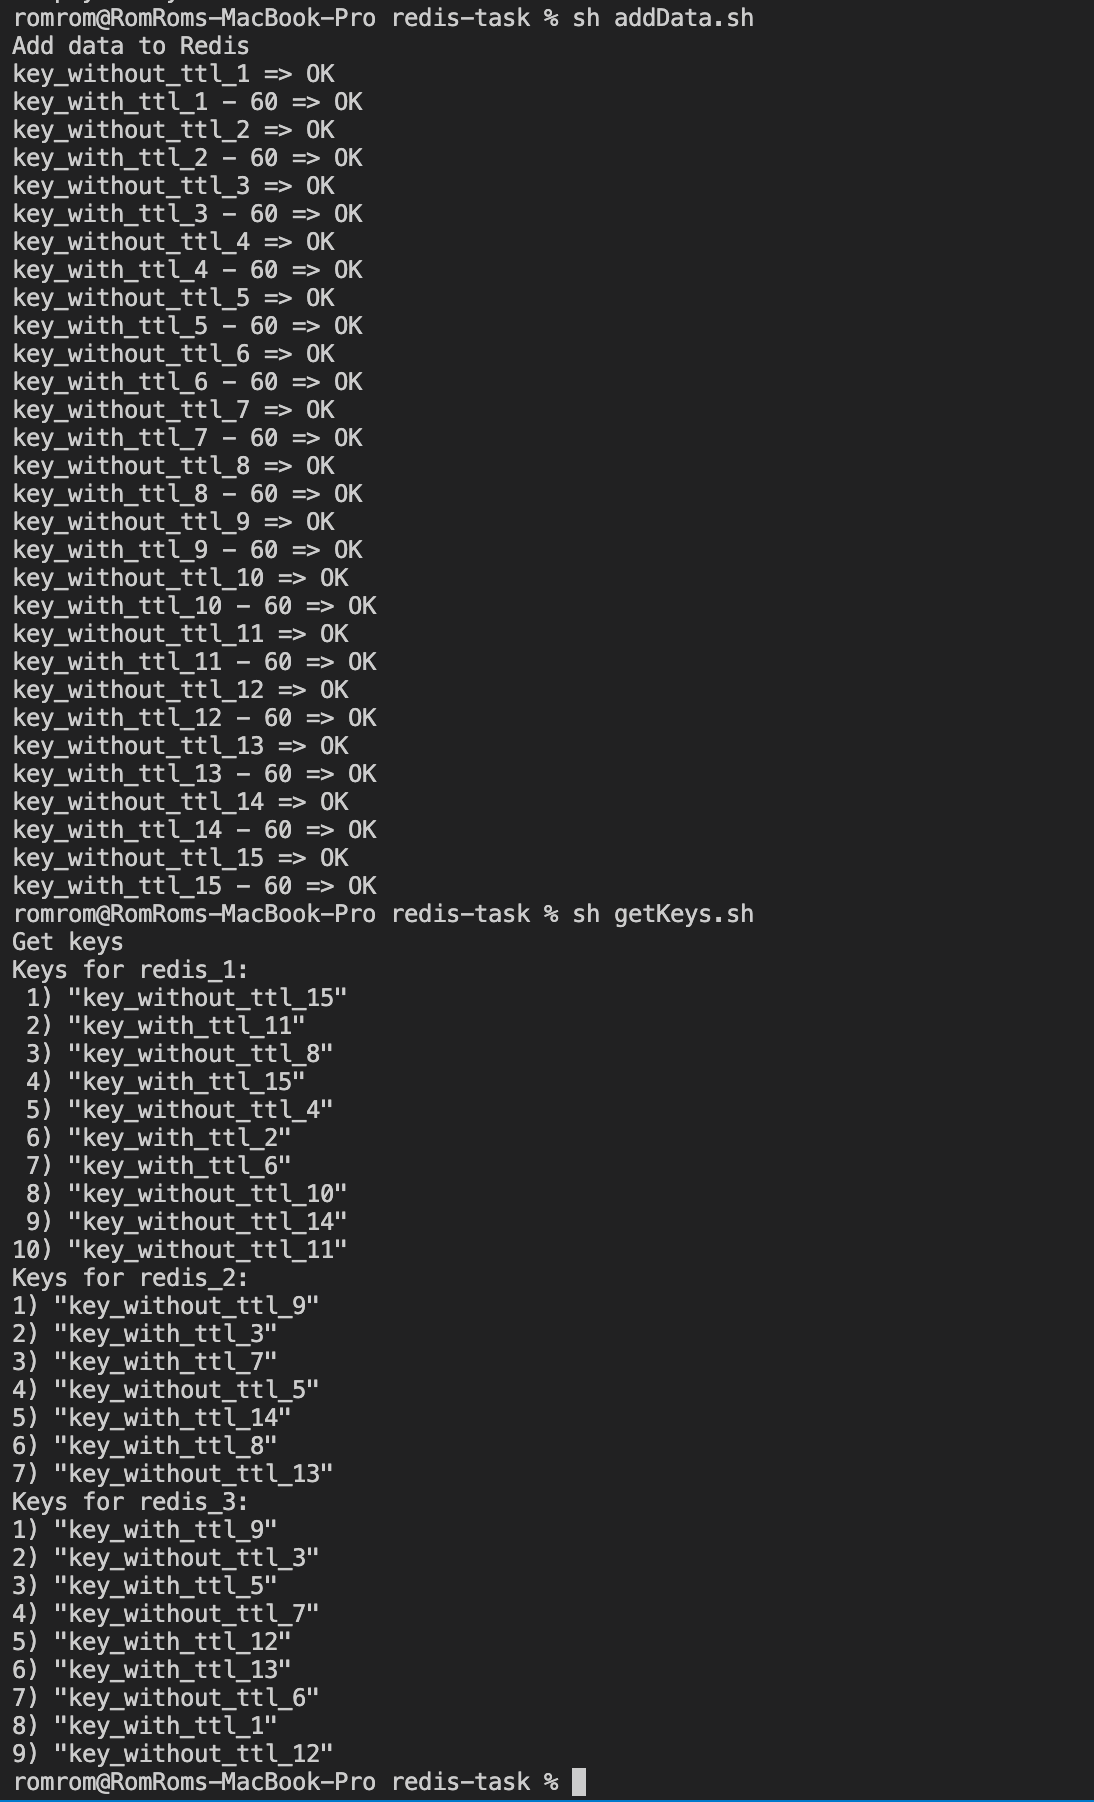 romrom@RomRoms-MacBook-Pro redis-task % sh addData.sh
Add data to Redis
key_without_ttl_1 => OK
key_with_ttl_1 - 60 => OK
key_without_ttl_2 => OK
key_with_ttl_2 - 60 => OK
key_without_ttl_3 => OK
key_with_ttl_3 - 60 => OK
key_without_ttl_4 => OK
key_with_ttl_4 - 60 => OK
key_without_ttl_5 => OK
key_with_ttl_5 - 60 => OK
key_without_ttl_6 => OK
key_with_ttl_6 - 60 => OK
key_without_ttl_7 => OK
key_with_ttl_7 - 60 => OK
key_without_ttl_8 => OK
key_with_ttl_8 - 60 => OK
key_without_ttl_9 => OK
key_with_ttl_9 - 60 => OK
key_without_ttl_10 => OK
key_with_ttl_10 - 60 => OK
key_without_ttl_11 => OK
key_with_ttl_11 - 60 => OK
key_without_ttl_12 => OK
key_with_ttl_12 - 60 => OK
key_without_ttl_13 => OK
key_with_ttl_13 - 60 => OK
key_without_ttl_14 => OK
key_with_ttl_14 - 60 => OK
key_without_ttl_15 => OK
key_with_ttl_15 - 60 => OK
romrom@RomRoms-MacBook-Pro redis-task % sh getKeys.sh
Get keys
Keys for redis_1:
 1) "key_without_ttl_15"
 2) "key_with_ttl_11"
 3) "key_without_ttl_8"
 4) "key_with_ttl_15"
 5) "key_without_ttl_4"
 6) "key_with_ttl_2"
 7) "key_with_ttl_6"
 8) "key_without_ttl_10"
 9) "key_without_ttl_14"
10) "key_without_ttl_11"
Keys for redis_2:
1) "key_without_ttl_9"
2) "key_with_ttl_3"
3) "key_with_ttl_7"
4) "key_without_ttl_5"
5) "key_with_ttl_14"
6) "key_with_ttl_8"
7) "key_without_ttl_13"
Keys for redis_3:
1) "key_with_ttl_9"
2) "key_without_ttl_3"
3) "key_with_ttl_5"
4) "key_without_ttl_7"
5) "key_with_ttl_12"
6) "key_with_ttl_13"
7) "key_without_ttl_6"
8) "key_with_ttl_1"
9) "key_without_ttl_12"
romrom@RomRoms-MacBook-Pro redis-task %